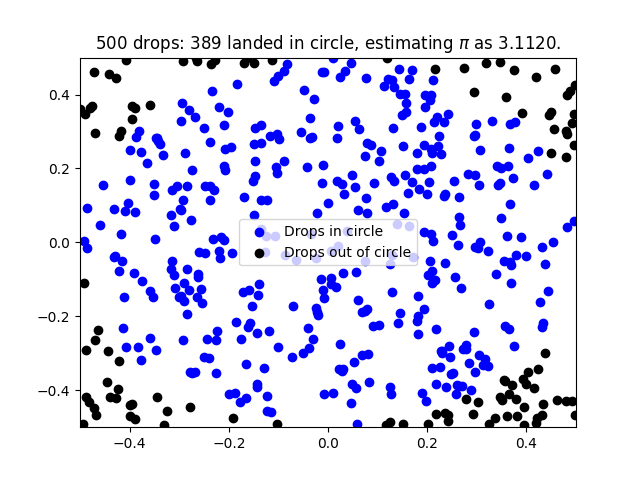 500 drops: 389 landed in circle, estimating π as 3.1120.
0.4
0.2
0.0
−0.2
−0.4
Drops in circle
Drops out of circle
−0.4 −0.2 0.0 0.2 0.4